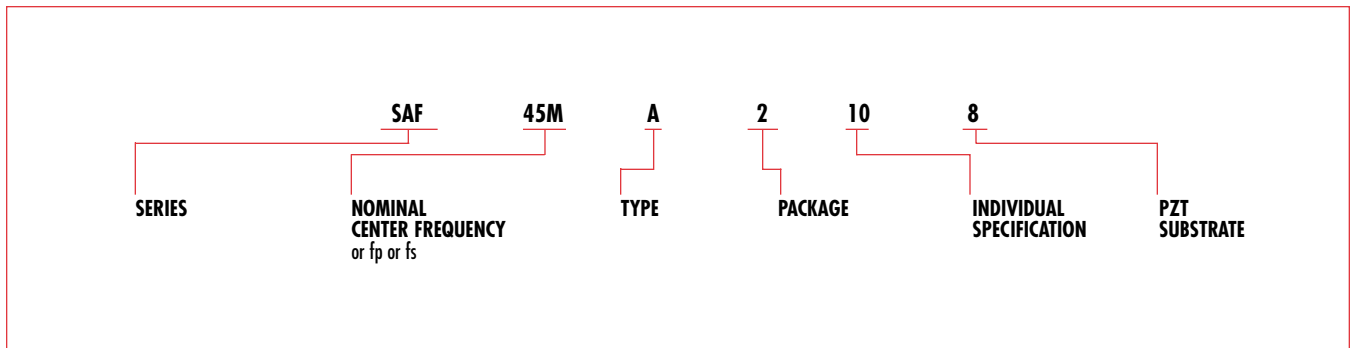 SAF 45M A 2 10 8
SERIES
NOMINAL
CENTER FREQUENCY
or fp or fs
TYPE
PACKAGE
INDIVIDUAL
SPECIFICATION
PZT
SUBSTRATE